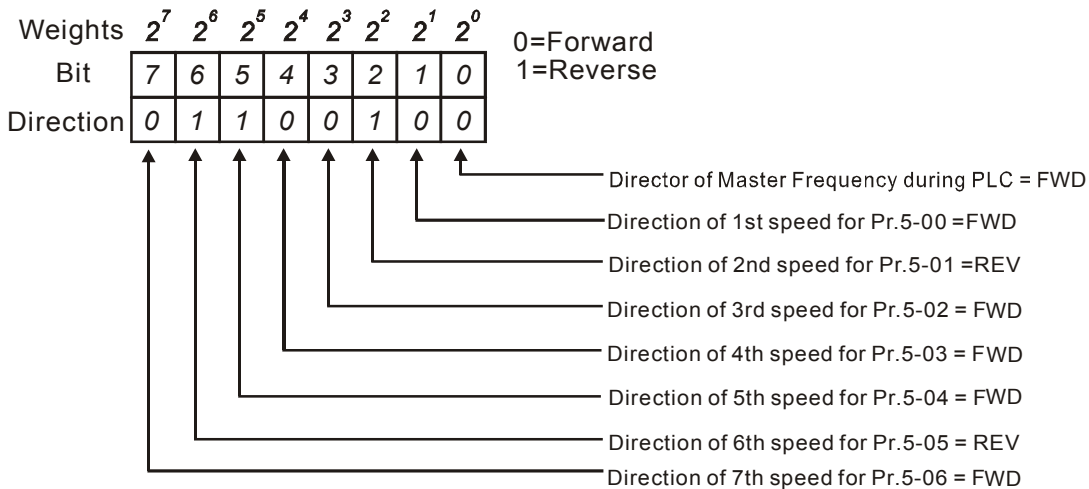 Weights 2^7 2^6 2^5 2^4 2^3 2^2 2^1 2^0
0=Forward
Bit 7 6 5 4 3 2 1 0
1=Reverse
Direction 0 1 1 0 0 1 0 0
Director of Master Frequency during PLC = FWD
Direction of 1st speed for Pr.5-00 =FWD
Direction of 2nd speed for Pr.5-01 =REV
Direction of 3rd speed for Pr.5-02 = FWD
Direction of 4th speed for Pr.5-03 = FWD
Direction of 5th speed for Pr.5-04 = FWD
Direction of 6th speed for Pr.5-05 = REV
Direction of 7th speed for Pr.5-06 = FWD